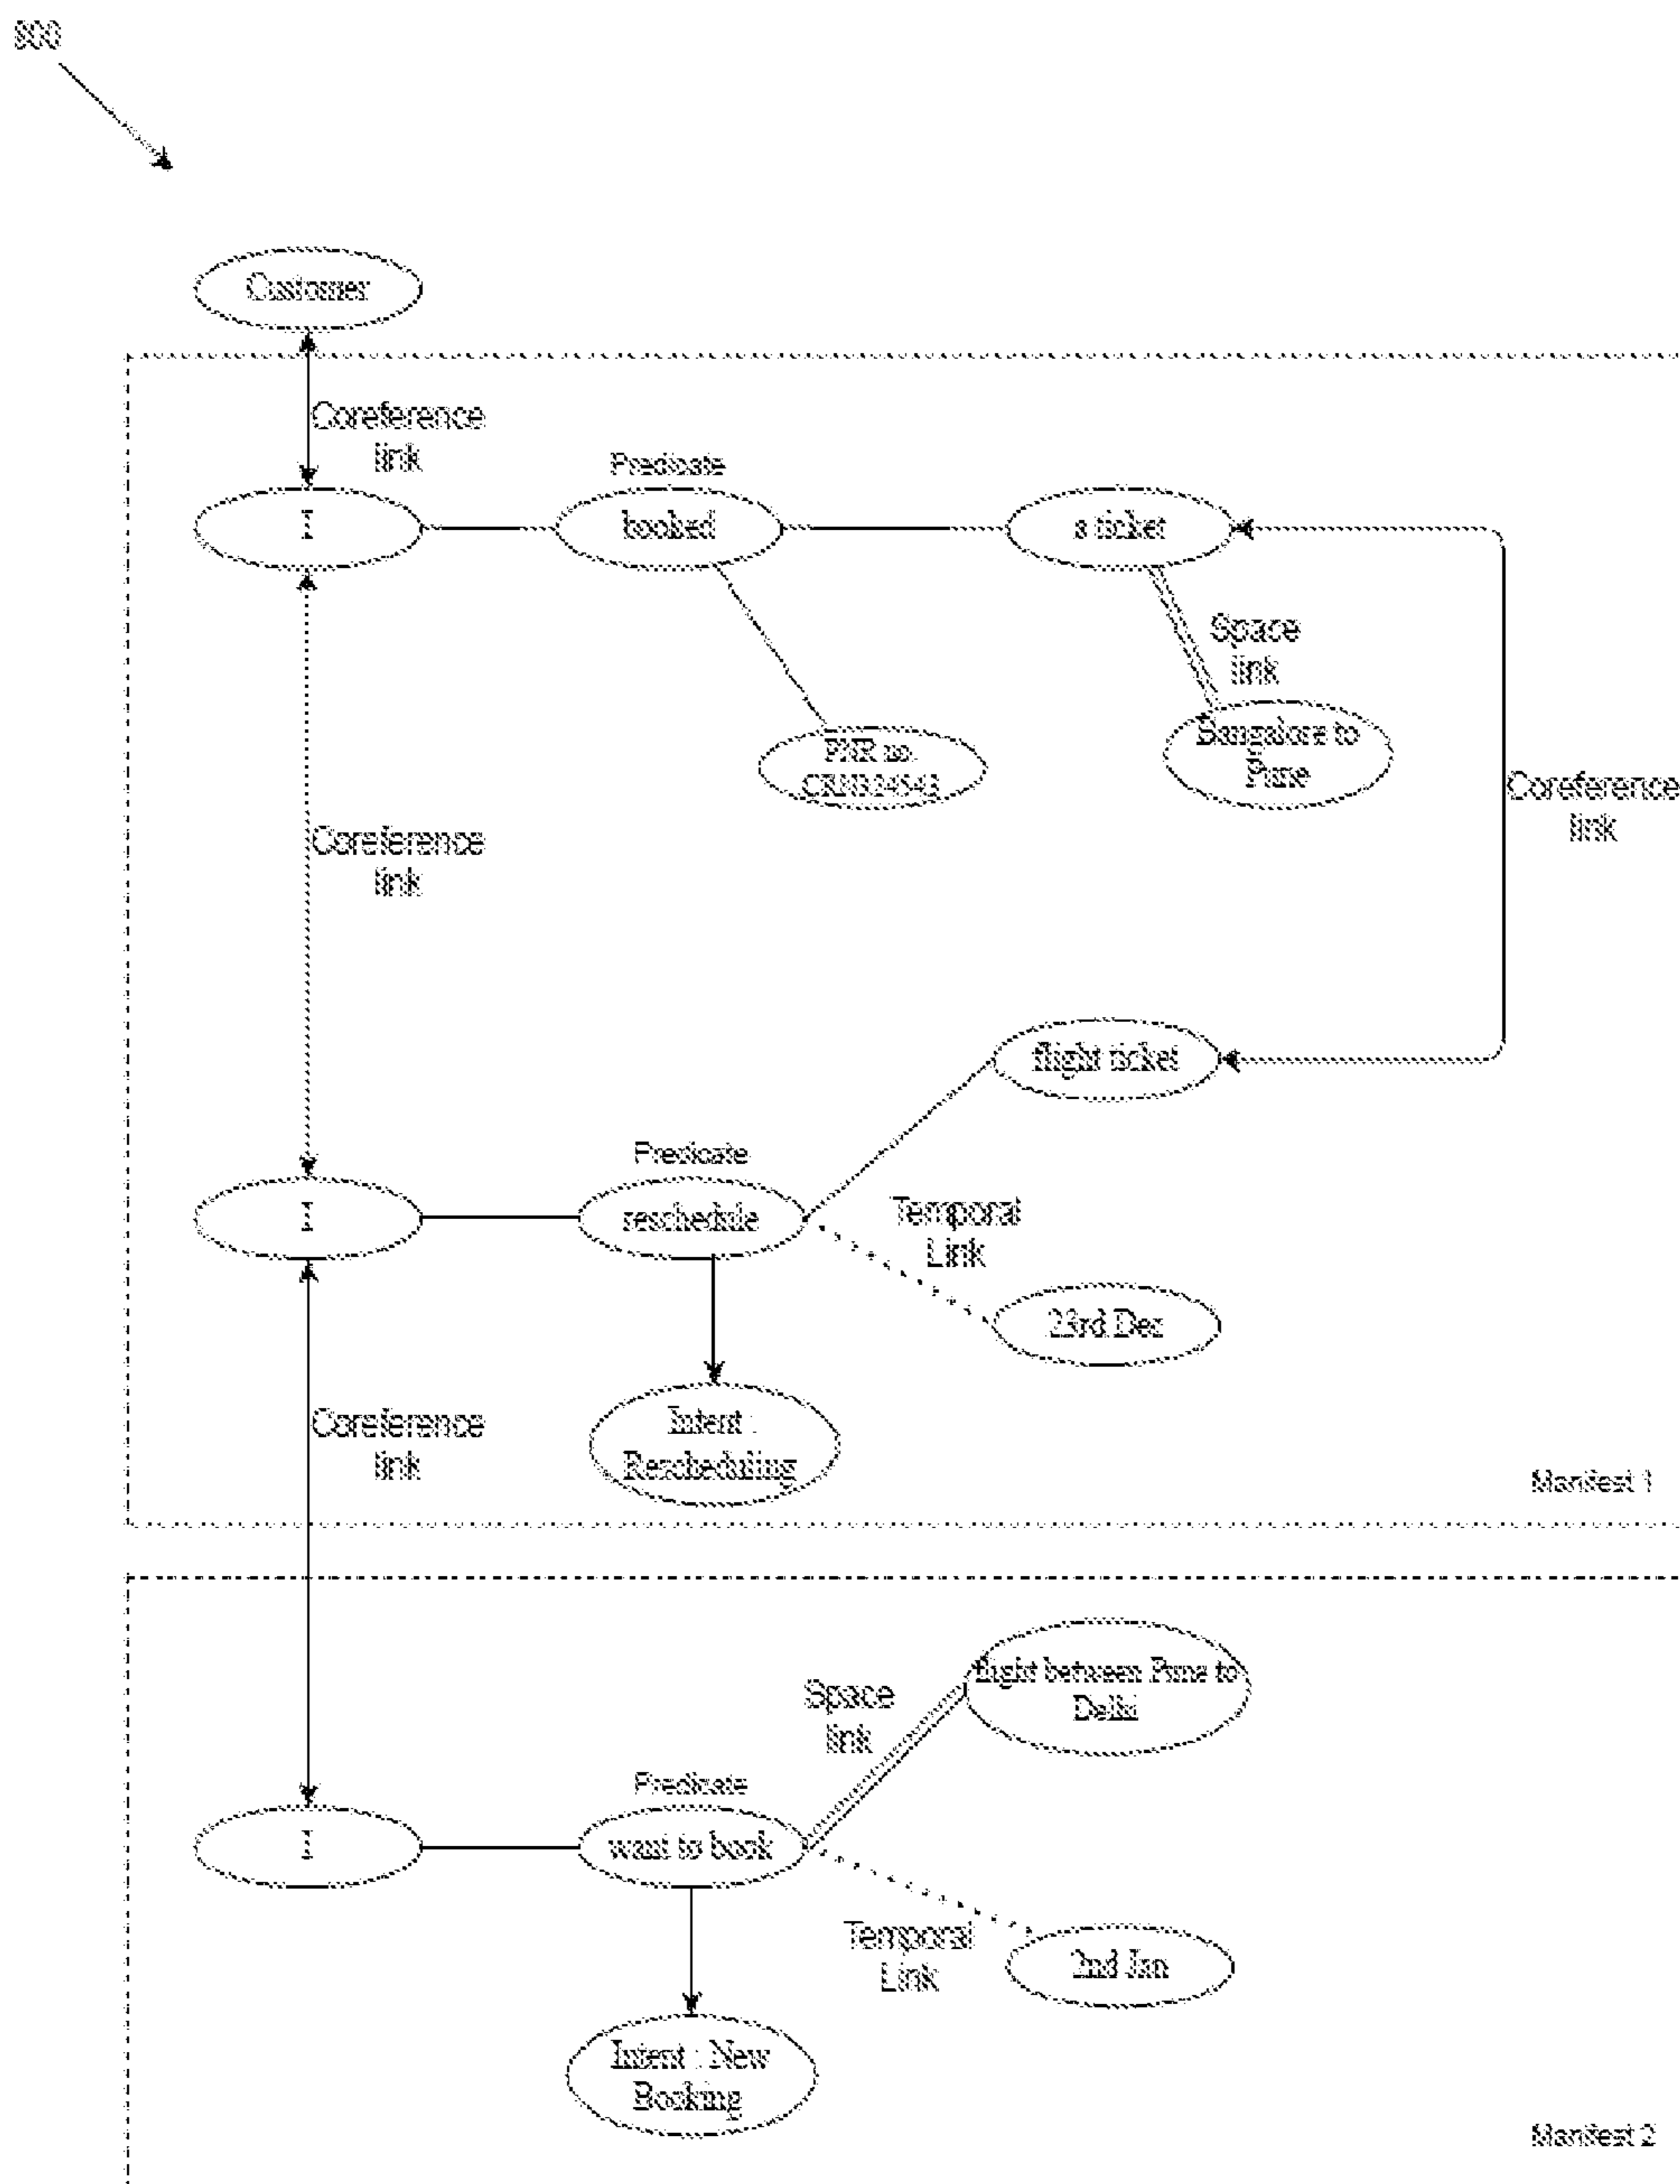 800
Customer
Coreference
link
Predicate
I
booked
a ticket
Space
link
PNR no.
Bangalore to
Pune
Coreference
link
Coreference
link
flight ticket
Predicate
I
reschedule
Temporal
Link
23rd Dec
Intent :
Rescheduling
Coreference
link
Manifest 1
flight between Pune to
Delhi
Space
link
Predicate
I
want to book
Temporal
Link
2nd Jan
Intent : New
Booking
Manifest 2